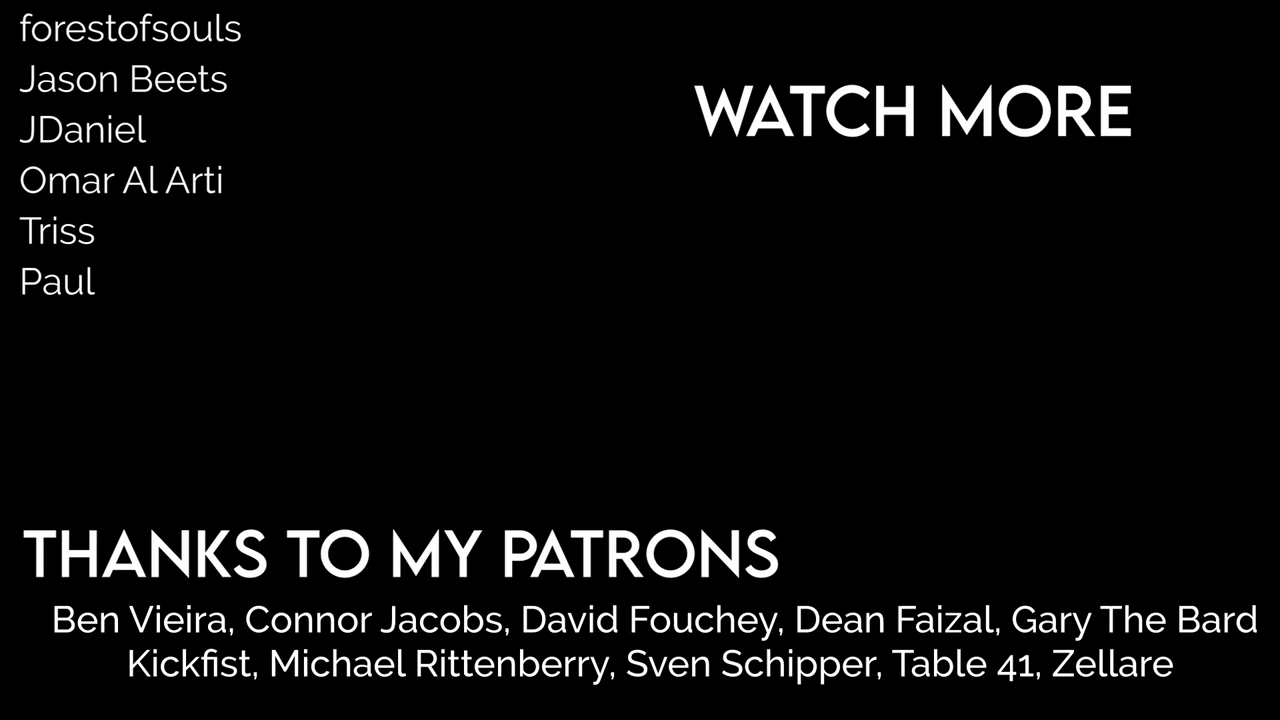 forestofsouls
Jason Beets
JDaniel
Omar Al Arti
Triss
Paul
WATCH MORE
THANKS TO MY PATRONS
Ben Vieira, Connor Jacobs, David Fouchey, Dean Faizal, Gary The Bard
Kickfist, Michael Rittenberry, Sven Schipper, Table 41, Zellare